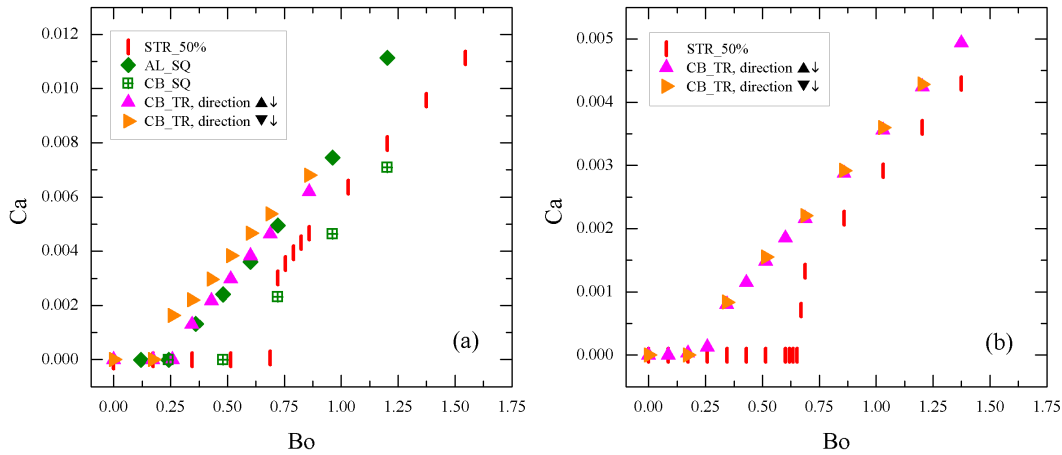 0.012
0.010
0.008
0.006
0.004
0.002
0.000
Ca
STR_50%
AL_SQ
CB_SQ
CB_TR, direction ▲↓
CB_TR, direction ▼↓
(a)
0.00 0.25 0.50 0.75 1.00 1.25 1.50 1.75
Bo
0.005
0.004
0.003
0.002
0.001
0.000
Ca
STR_50%
CB_TR, direction ▲↓
CB_TR, direction ▼↓
(b)
0.00 0.25 0.50 0.75 1.00 1.25 1.50 1.75
Bo